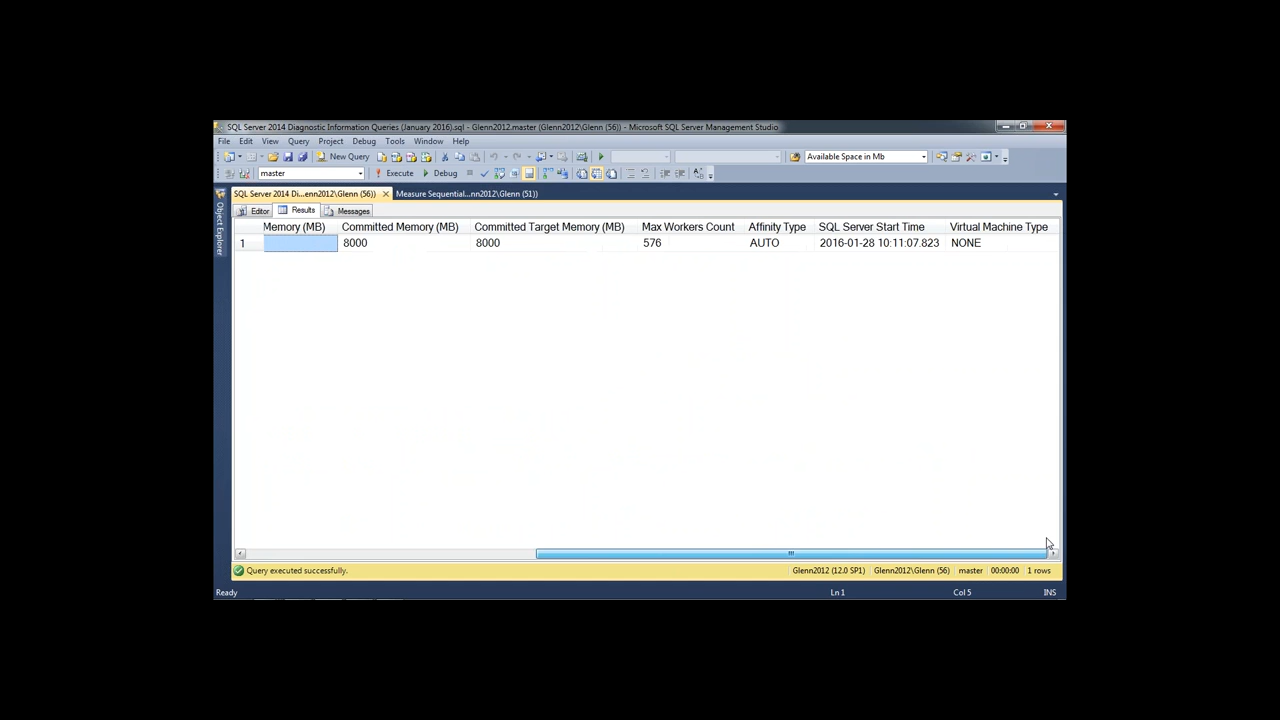 SQL Server 2014 Diagnostic Information Queries (January 2016).sql - Glenn2012.master (Glenn2012\Glenn (56)) - Microsoft SQL Server Management Studio
File Edit View Query Project Debug Tools Window Help
New Query Available Space in Mb
master Execute Debug
SQL Server 2014 Di...enn2012\Glenn (56)) Measure Sequential...nn2012\Glenn (51))
Object Explorer
Editor Results Messages
Memory (MB) Committed Memory (MB) Committed Target Memory (MB) Max Workers Count Affinity Type SQL Server Start Time Virtual Machine Type
1 8000 8000 576 AUTO 2016-01-28 10:11:07.823 NONE
Query executed successfully. Glenn2012 (12.0 SP1) Glenn2012\Glenn (56) master 00:00:00 1 rows
Ready Ln 1 Col 5 INS